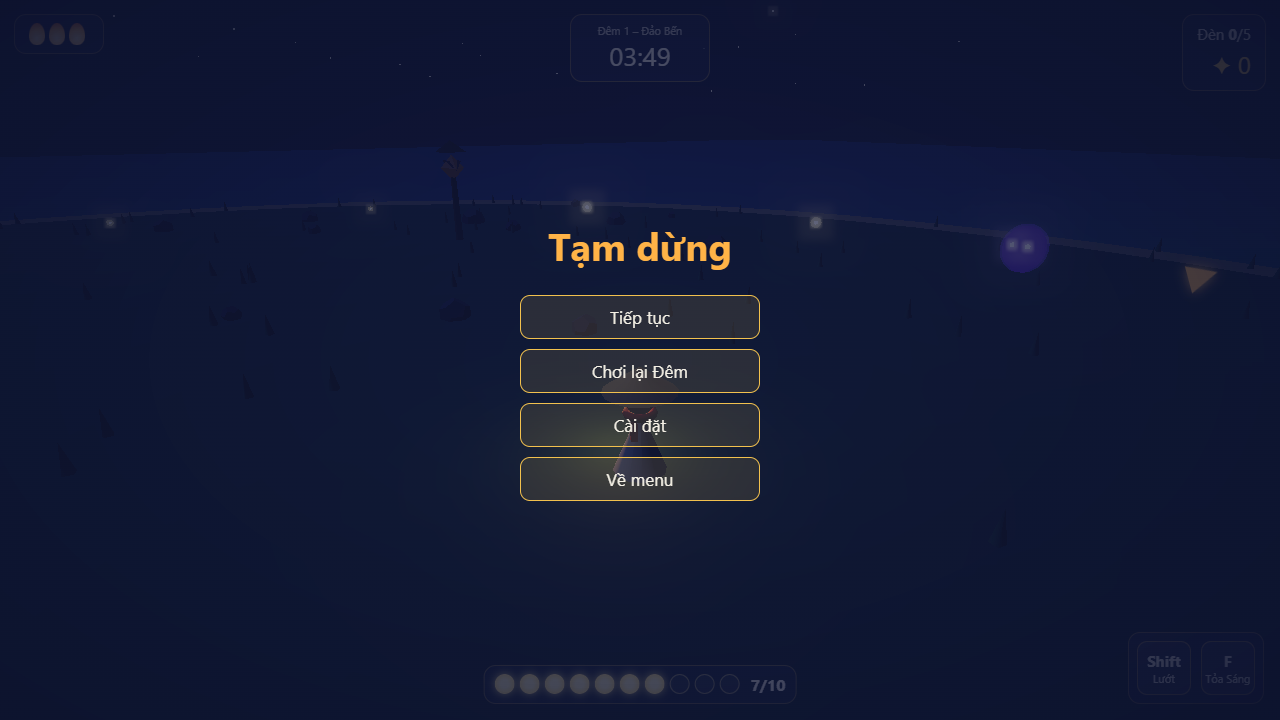 Đêm 1 – Đảo Bến
03:49
Đèn 0/5
✦ 0
Tạm dừng
Tiếp tục
Chơi lại Đêm
Cài đặt
Về menu
7/10
Shift
Lướt
F
Tỏa Sáng